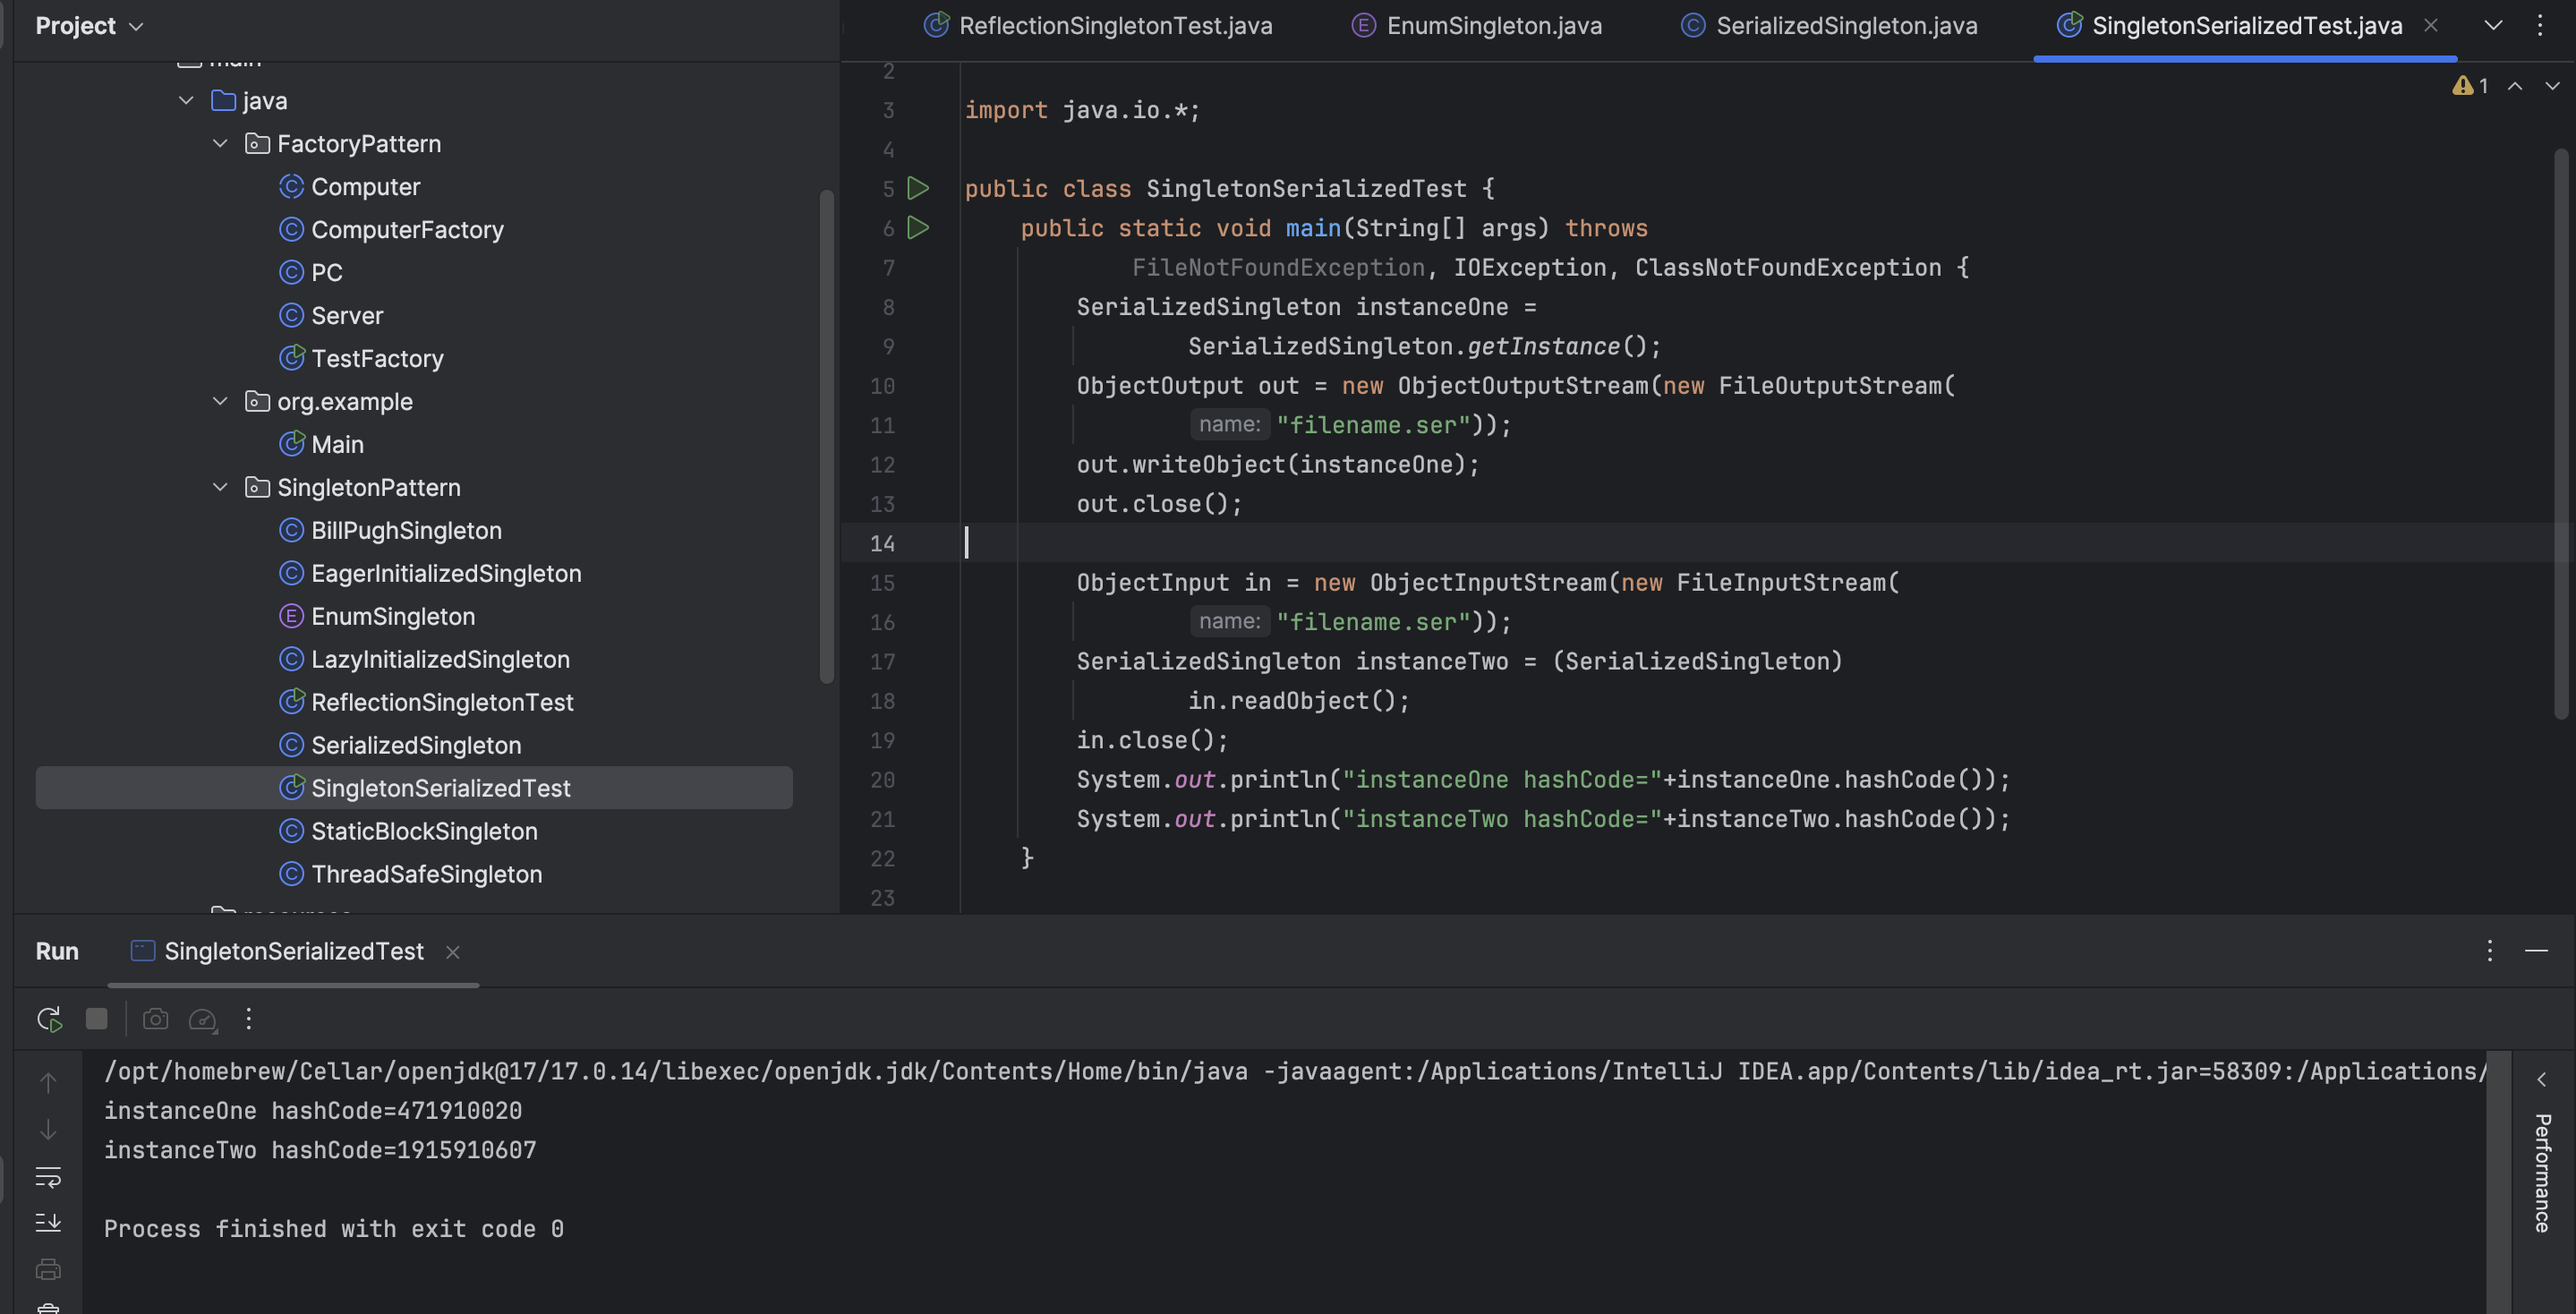 Project
ReflectionSingletonTest.java
EnumSingleton.java
SerializedSingleton.java
SingletonSerializedTest.java
1
main
java
FactoryPattern
Computer
ComputerFactory
PC
Server
TestFactory
org.example
Main
SingletonPattern
BillPughSingleton
EagerInitializedSingleton
EnumSingleton
LazyInitializedSingleton
ReflectionSingletonTest
SerializedSingleton
SingletonSerializedTest
StaticBlockSingleton
ThreadSafeSingleton
2
3 import java.io.*;
4
5 public class SingletonSerializedTest {
6 public static void main(String[] args) throws
7 FileNotFoundException, IOException, ClassNotFoundException {
8 SerializedSingleton instanceOne =
9 SerializedSingleton.getInstance();
10 ObjectOutput out = new ObjectOutputStream(new FileOutputStream(
11 name: "filename.ser"));
12 out.writeObject(instanceOne);
13 out.close();
14
15 ObjectInput in = new ObjectInputStream(new FileInputStream(
16 name: "filename.ser"));
17 SerializedSingleton instanceTwo = (SerializedSingleton)
18 in.readObject();
19 in.close();
20 System.out.println("instanceOne hashCode="+instanceOne.hashCode());
21 System.out.println("instanceTwo hashCode="+instanceTwo.hashCode());
22 }
23
Run
SingletonSerializedTest
/opt/homebrew/Cellar/openjdk@17/17.0.14/libexec/openjdk.jdk/Contents/Home/bin/java -javaagent:/Applications/IntelliJ IDEA.app/Contents/lib/idea_rt.jar=58309:/Applications/
instanceOne hashCode=471910020
instanceTwo hashCode=1915910607
Process finished with exit code 0
Performance